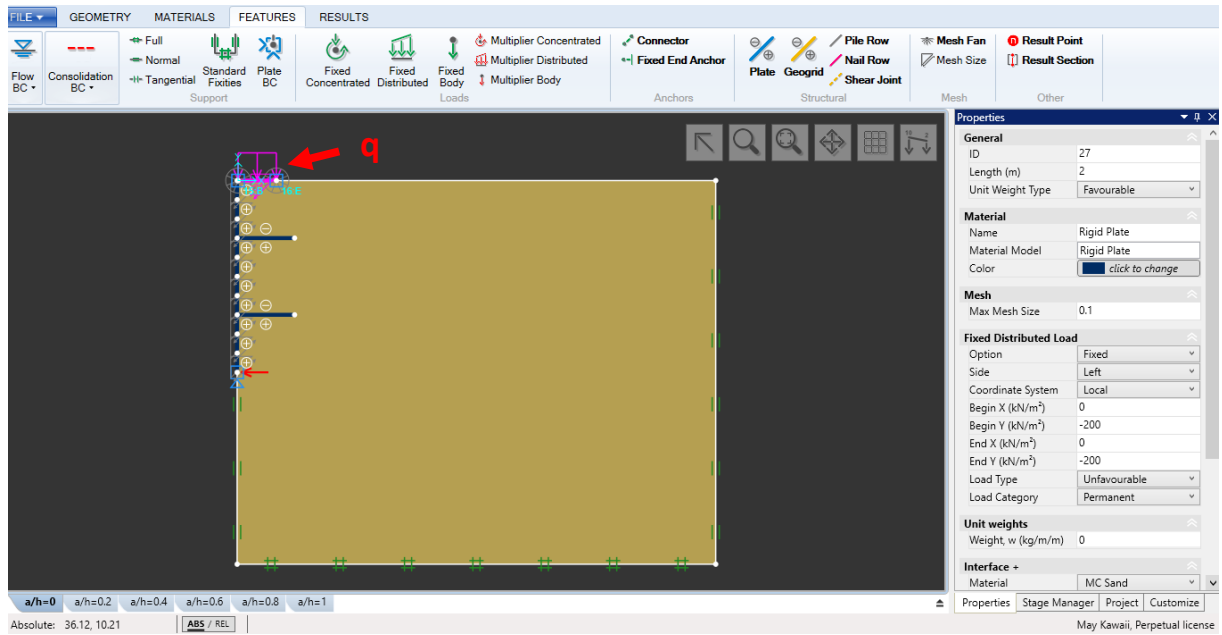 FILE GEOMETRY MATERIALS FEATURES RESULTS
Flow BC
Consolidation BC
Full
Normal
Tangential
Standard Fixities
Plate BC
Support
Fixed Concentrated
Fixed Distributed
Fixed Body
Multiplier Concentrated
Multiplier Distributed
Multiplier Body
Loads
Connector
Fixed End Anchor
Anchors
Plate
Geogrid
Pile Row
Nail Row
Shear Joint
Structural
Mesh Fan
Mesh Size
Mesh
Result Point
Result Section
Other
q
Properties
General
ID 27
Length (m) 2
Unit Weight Type Favourable
Material
Name Rigid Plate
Material Model Rigid Plate
Color click to change
Mesh
Max Mesh Size 0.1
Fixed Distributed Load
Option Fixed
Side Left
Coordinate System Local
Begin X (kN/m²) 0
Begin Y (kN/m²) -200
End X (kN/m²) 0
End Y (kN/m²) -200
Load Type Unfavourable
Load Category Permanent
Unit weights
Weight, w (kg/m/m) 0
Interface +
Material MC Sand
a/h=0 a/h=0.2 a/h=0.4 a/h=0.6 a/h=0.8 a/h=1
Properties Stage Manager Project Customize
Absolute: 36.12, 10.21 ABS / REL
May Kawaii, Perpetual license